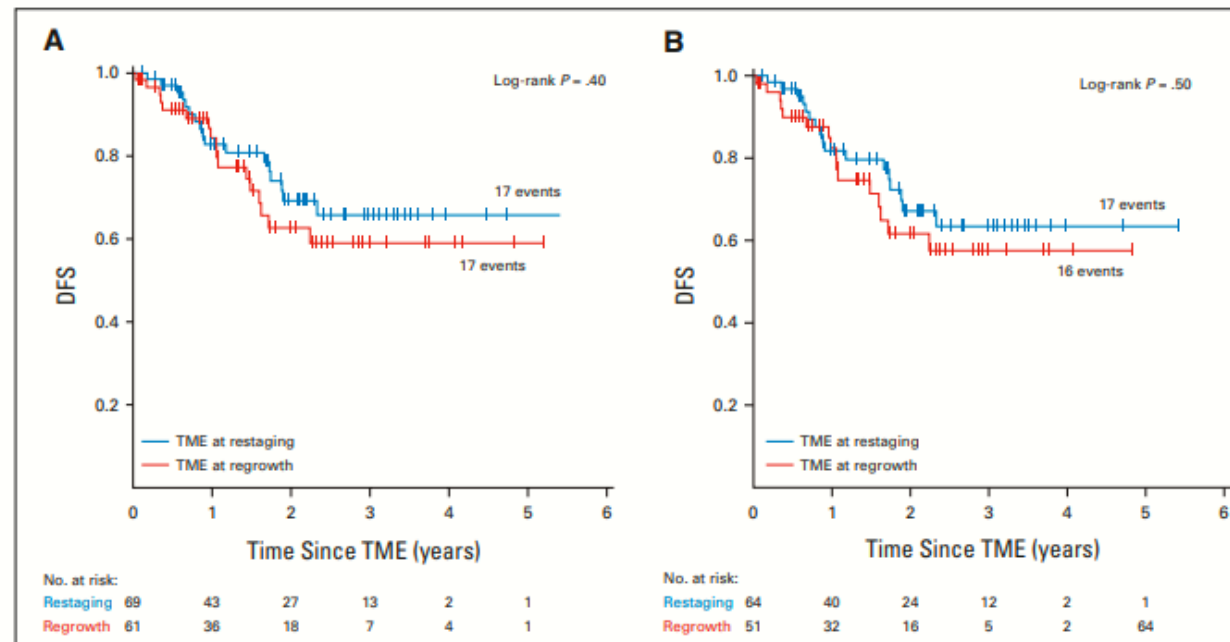 A
Log-rank P = .40
1.0
0.8
0.6
0.4
0.2
17 events
17 events
DFS
TME at restaging
TME at regrowth
0 1 2 3 4 5 6
Time Since TME (years)
No. at risk:
Restaging 69 43 27 13 2 1
Regrowth 61 36 18 7 4 1
B
Log-rank P = .50
1.0
0.8
0.6
0.4
0.2
17 events
16 events
DFS
TME at restaging
TME at regrowth
0 1 2 3 4 5 6
Time Since TME (years)
No. at risk:
Restaging 64 40 24 12 2 1
Regrowth 51 32 16 5 2 64